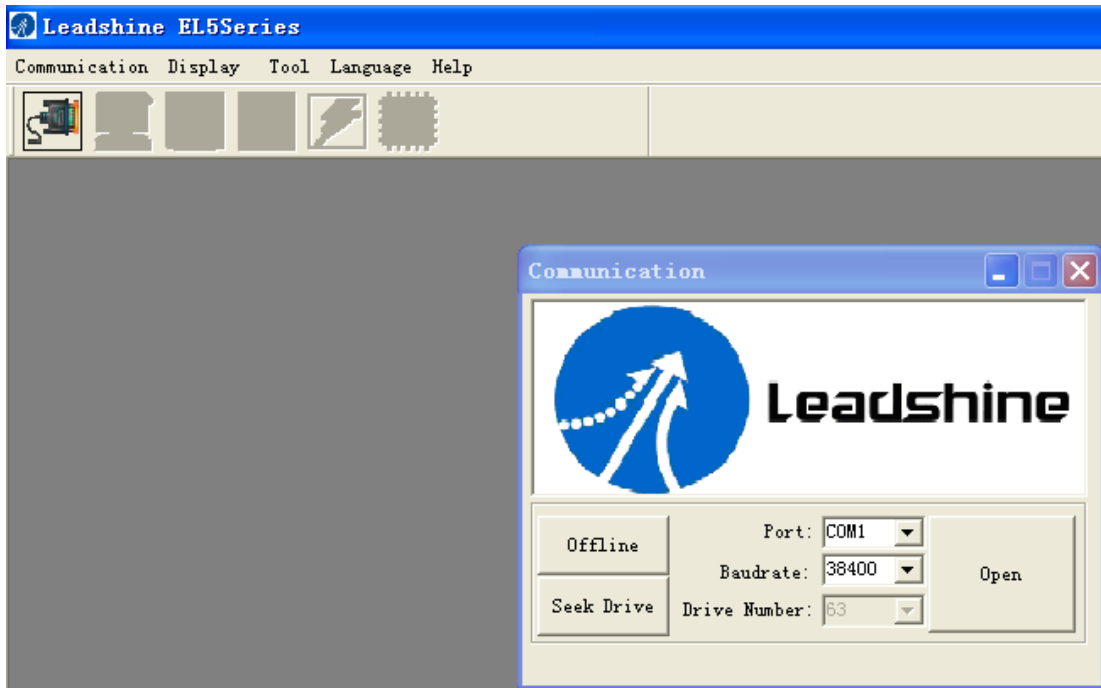 Leadshine EL5Series
Communication Display Tool Language Help
Communication
Leadshine
Offline
Port: COM1
Baudrate: 38400
Open
Seek Drive
Drive Number: 63